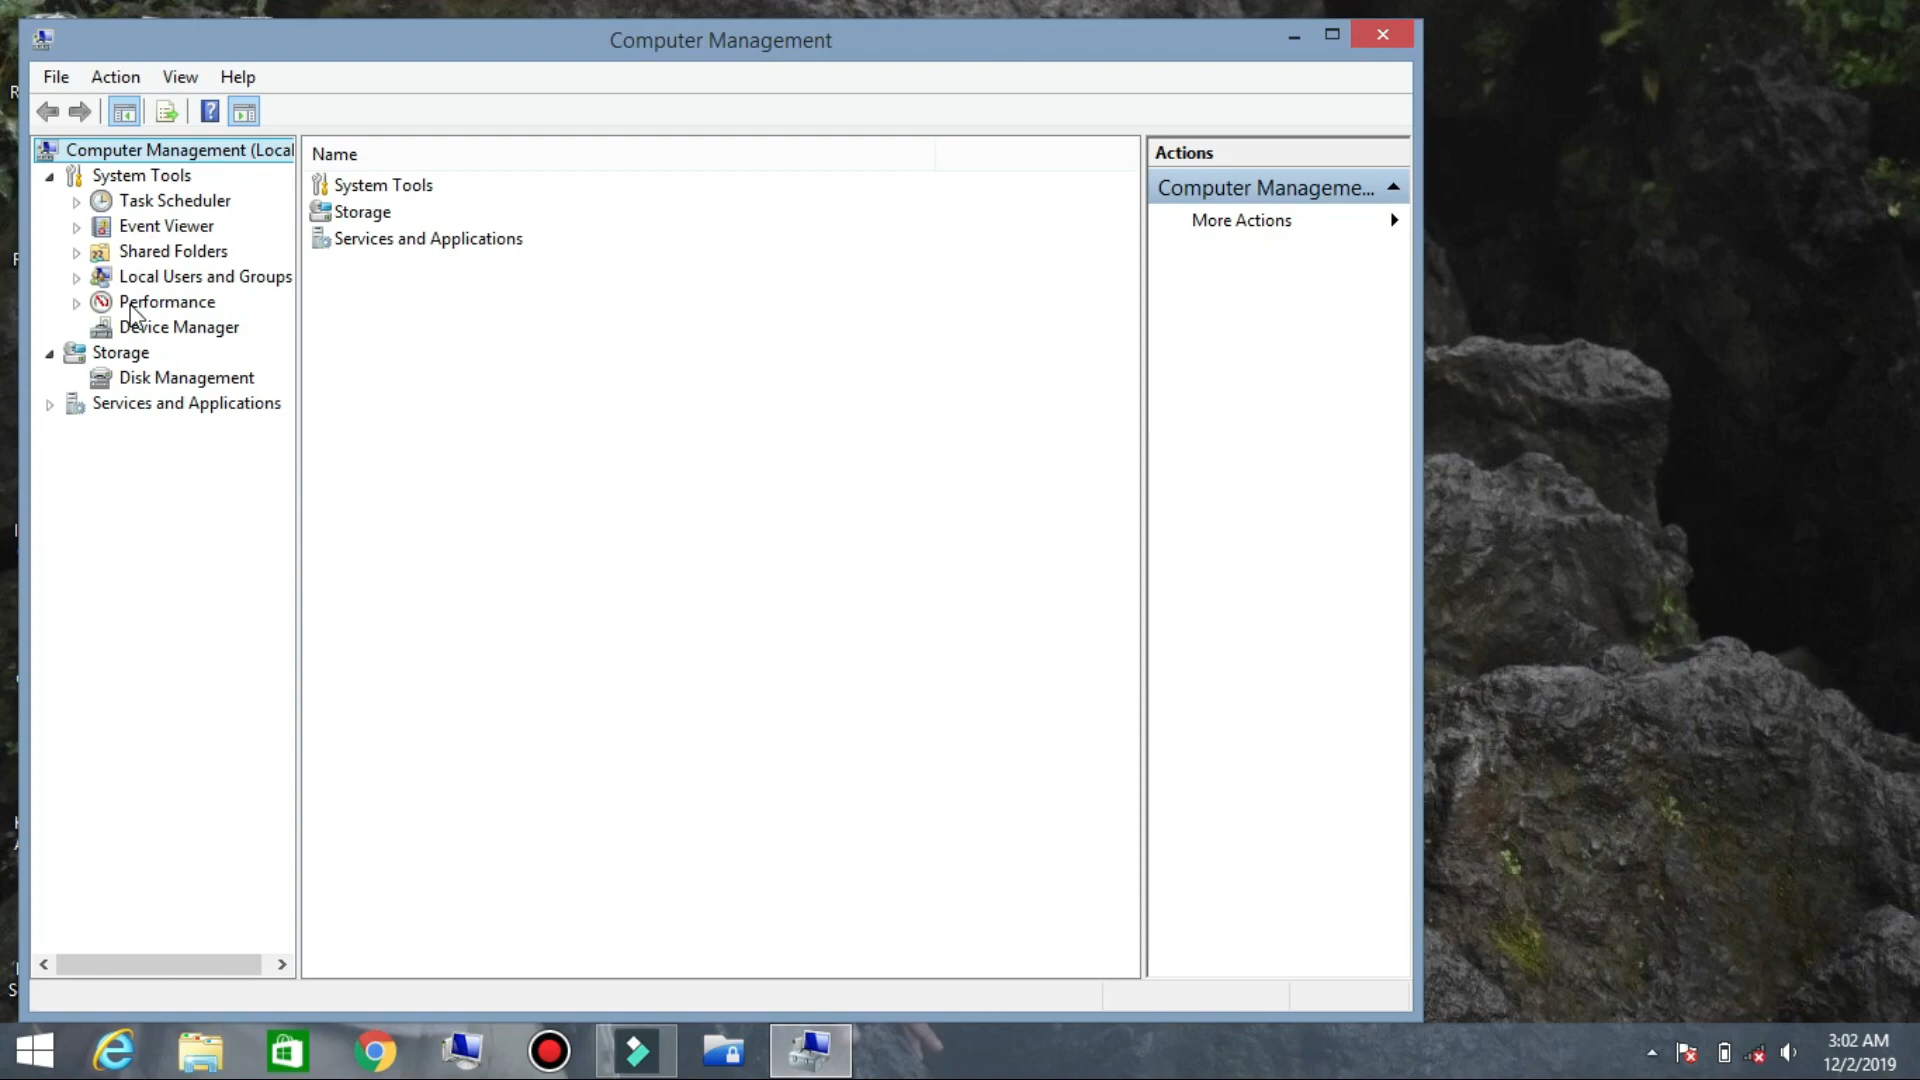 Computer Management
File Action View Help
Computer Management (Local
System Tools
Task Scheduler
Event Viewer
Shared Folders
Local Users and Groups
Performance
Device Manager
Storage
Disk Management
Services and Applications
Name
System Tools
Storage
Services and Applications
Actions
Computer Manageme...
More Actions
3:02 AM
12/2/2019